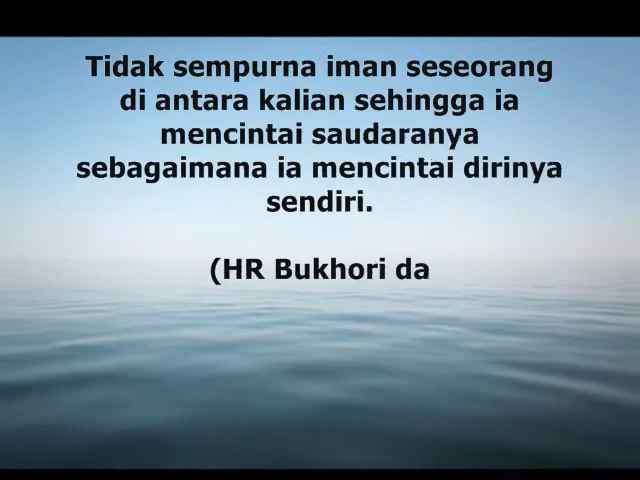 Tidak sempurna iman seseorang
di antara kalian sehingga ia
mencintai saudaranya
sebagaimana ia mencintai dirinya
sendiri.
(HR Bukhori da